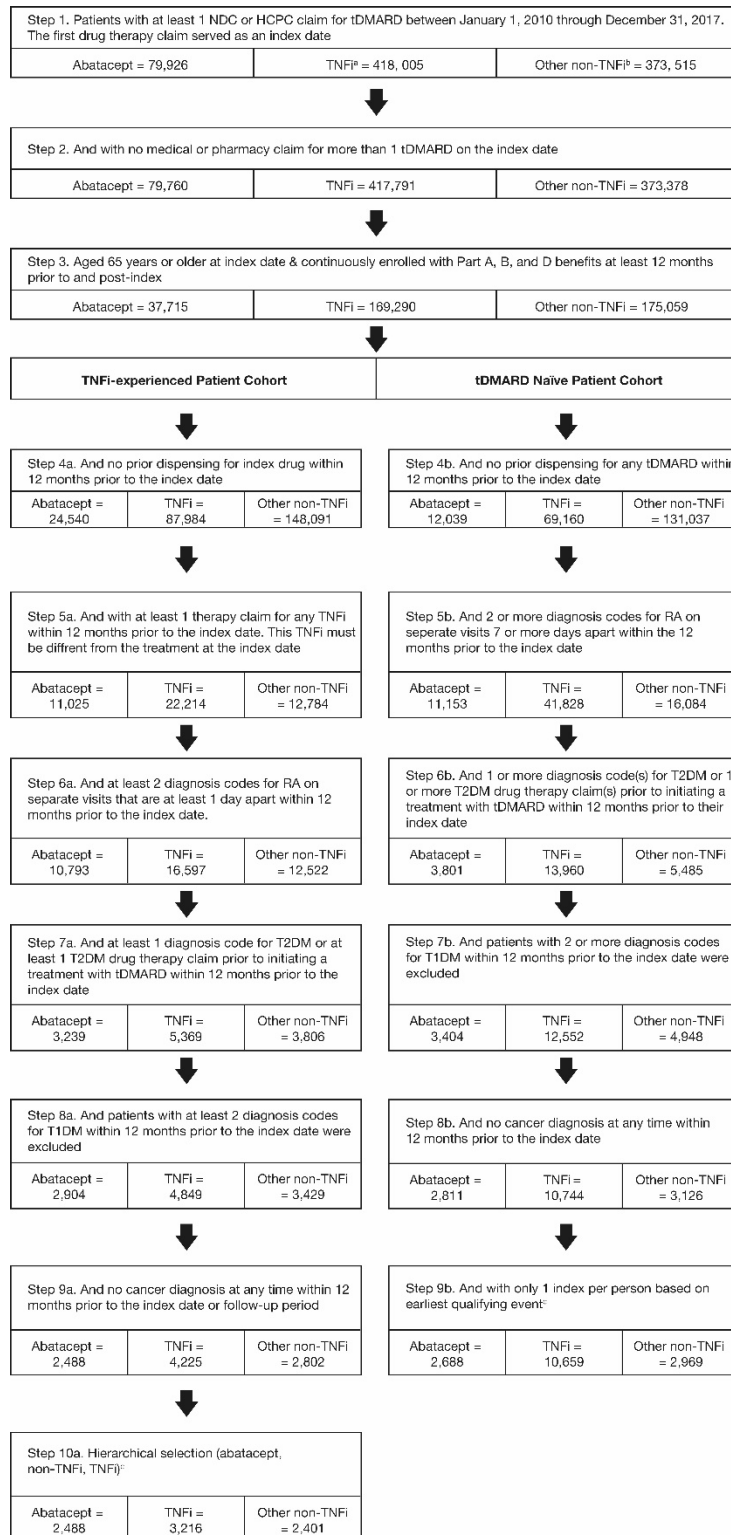 Step 1. Patients with at least 1 NDC or HCPC claim for tDMARD between January 1, 2010 through December 31, 2017.
The first drug therapy claim served as an index date
Abatacept = 79,926
TNFiᵃ = 418, 005
Other non-TNFiᵇ = 373, 515
Step 2. And with no medical or pharmacy claim for more than 1 tDMARD on the index date
Abatacept = 79,760
TNFi = 417,791
Other non-TNFi = 373,378
Step 3. Aged 65 years or older at index date & continuously enrolled with Part A, B, and D benefits at least 12 months
prior to and post-index
Abatacept = 37,715
TNFi = 169,290
Other non-TNFi = 175,059
TNFi-experienced Patient Cohort
tDMARD Naïve Patient Cohort
Step 4a. And no prior dispensing for index drug within
12 months prior to the index date
Abatacept =
24,540
TNFi =
87,984
Other non-TNFi
= 148,091
Step 4b. And no prior dispensing for any tDMARD within
12 months prior to the index date
Abatacept =
12,039
TNFi =
69,160
Other non-TNFi
= 131,037
Step 5a. And with at least 1 therapy claim for any TNFi
within 12 months prior to the index date. This TNFi must
be diffrent from the treatment at the index date
Abatacept =
11,025
TNFi =
22,214
Other non-TNFi
= 12,784
Step 5b. And 2 or more diagnosis codes for RA on
seperate visits 7 or more days apart within the 12
months prior to the index date
Abatacept =
11,153
TNFi =
41,828
Other non-TNFi
= 16,084
Step 6a. And at least 2 diagnosis codes for RA on
separate visits that are at least 1 day apart within 12
months prior to the index date.
Abatacept =
10,793
TNFi =
16,597
Other non-TNFi
= 12,522
Step 6b. And 1 or more diagnosis code(s) for T2DM or 1
or more T2DM drug therapy claim(s) prior to initiating a
treatment with tDMARD within 12 months prior to their
index date
Abatacept =
3,801
TNFi =
13,960
Other non-TNFi
= 5,485
Step 7a. And at least 1 diagnosis code for T2DM or at
least 1 T2DM drug therapy claim prior to initiating a
treatment with tDMARD within 12 months prior to the
index date
Abatacept =
3,239
TNFi =
5,369
Other non-TNFi
= 3,806
Step 7b. And patients with 2 or more diagnosis codes
for T1DM within 12 months prior to the index date were
excluded
Abatacept =
3,404
TNFi =
12,552
Other non-TNFi
= 4,948
Step 8a. And patients with at least 2 diagnosis codes
for T1DM within 12 months prior to the index date were
excluded
Abatacept =
2,904
TNFi =
4,849
Other non-TNFi
= 3,429
Step 8b. And no cancer diagnosis at any time within
12 months prior to the index date
Abatacept =
2,811
TNFi =
10,744
Other non-TNFi
= 3,126
Step 9a. And no cancer diagnosis at any time within 12
months prior to the index date or follow-up period
Abatacept =
2,488
TNFi =
4,225
Other non-TNFi
= 2,802
Step 9b. And with only 1 index per person based on
earliest qualifying eventᶜ
Abatacept =
2,688
TNFi =
10,659
Other non-TNFi
= 2,969
Step 10a. Hierarchical selection (abatacept,
non-TNFi, TNFi)ᶜ
Abatacept =
2,488
TNFi =
3,216
Other non-TNFi
= 2,401